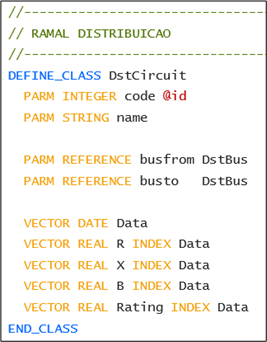 //------------------------------
// RAMAL DISTRIBUICAO
//------------------------------
DEFINE_CLASS DstCircuit
PARM INTEGER code @id
PARM STRING name
PARM REFERENCE busfrom DstBus
PARM REFERENCE busto DstBus
VECTOR DATE Data
VECTOR REAL R INDEX Data
VECTOR REAL X INDEX Data
VECTOR REAL B INDEX Data
VECTOR REAL Rating INDEX Data
END_CLASS